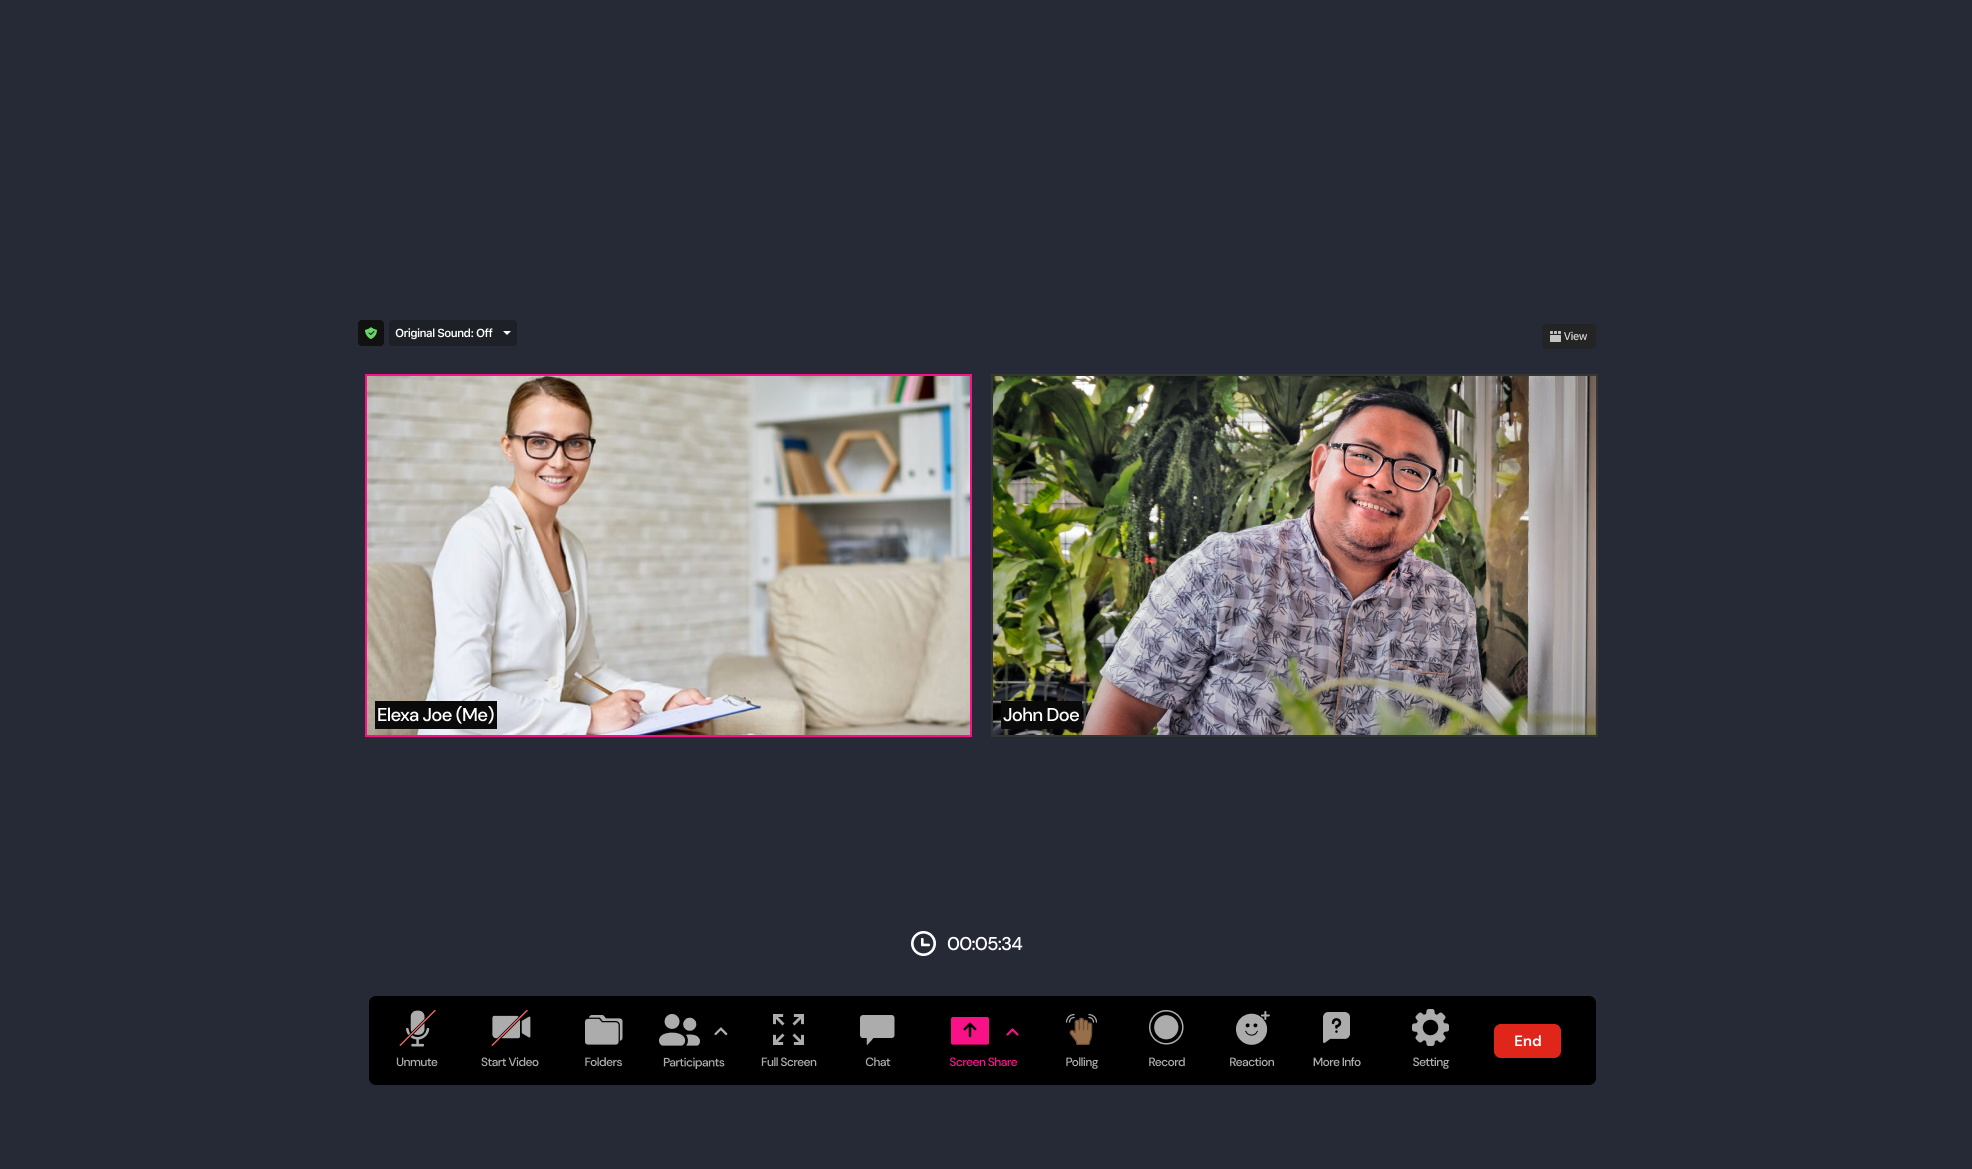 Original Sound: Off
View
Elexa Joe (Me)
John Doe
00:05:34
Unmute
Start Video
Folders
Participants
Full Screen
Chat
Screen Share
Polling
Record
Reaction
More Info
Setting
End